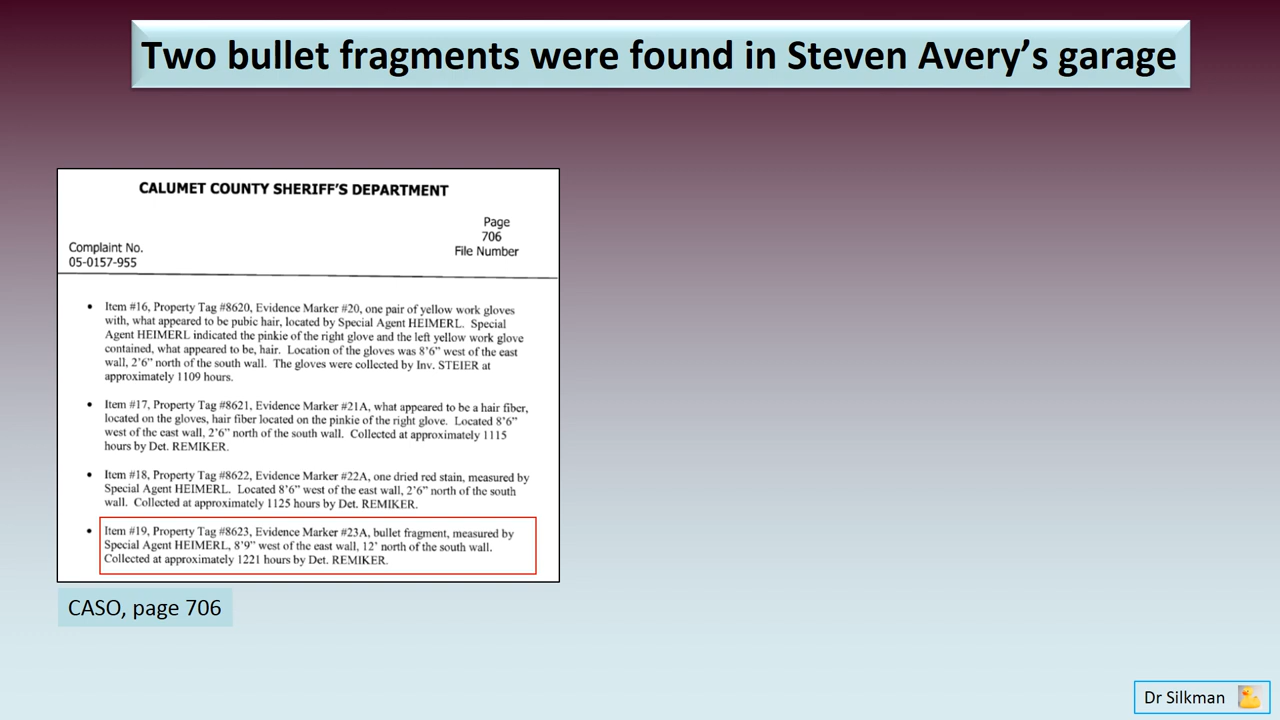 Two bullet fragments were found in Steven Avery's garage
CALUMET COUNTY SHERIFF'S DEPARTMENT
Page
706
File Number
Complaint No.
05-0157-955
• Item #16, Property Tag #8620, Evidence Marker #20, one pair of yellow work gloves
with, what appeared to be pubic hair, located by Special Agent HEIMERL. Special
Agent HEIMERL indicated the pinkie of the right glove and the left yellow work glove
contained, what appeared to be, hair. Location of the gloves was 8'6" west of the east
wall, 2'6" north of the south wall. The gloves were collected by Inv. STEIER at
approximately 1109 hours.
• Item #17, Property Tag #8621, Evidence Marker #21A, what appeared to be a hair fiber,
located on the gloves, hair fiber located on the pinkie of the right glove. Located 8'6"
west of the east wall, 2'6" north of the south wall. Collected at approximately 1115
hours by Det. REMIKER.
• Item #18, Property Tag #8622, Evidence Marker #22A, one dried red stain, measured by
Special Agent HEIMERL. Located 8'6" west of the east wall, 2'6" north of the south
wall. Collected at approximately 1125 hours by Det. REMIKER.
• Item #19, Property Tag #8623, Evidence Marker #23A, bullet fragment, measured by
Special Agent HEIMERL, 8'9" west of the east wall, 12' north of the south wall.
Collected at approximately 1221 hours by Det. REMIKER.
CASO, page 706
Dr Silkman